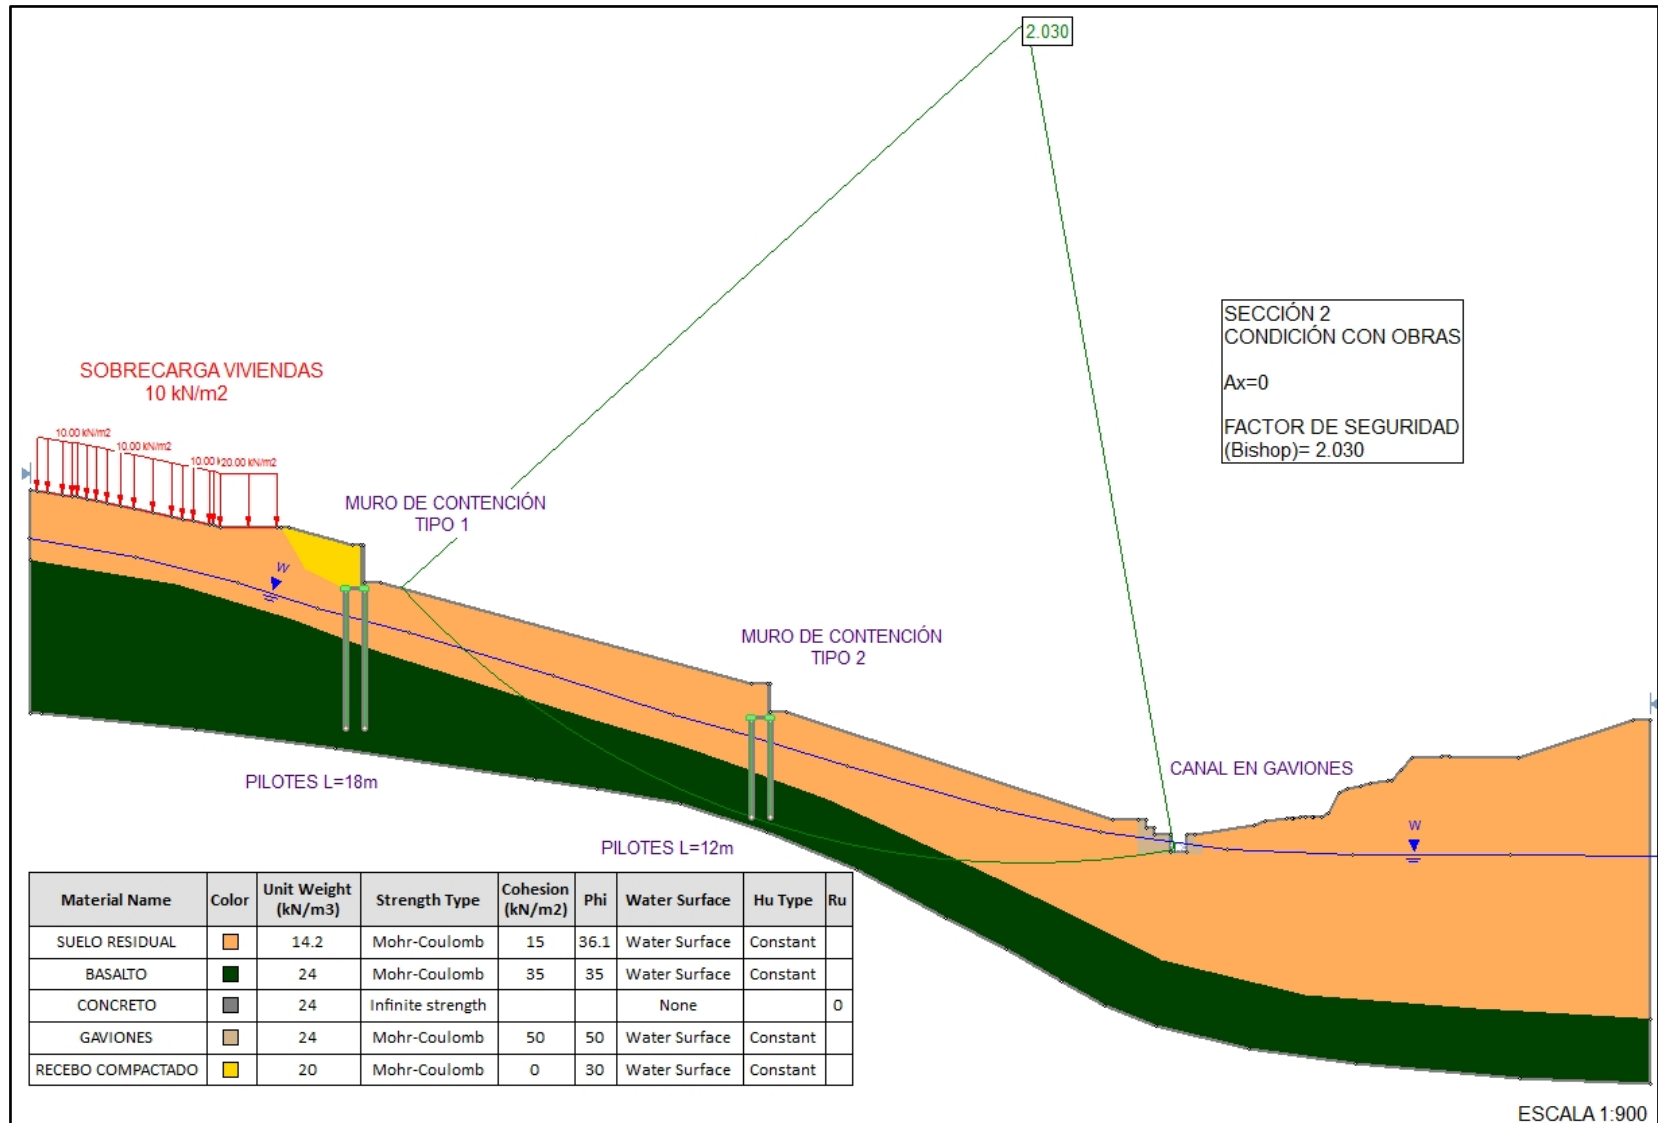 2.030
SECCIÓN 2
CONDICIÓN CON OBRAS
Ax=0
FACTOR DE SEGURIDAD
(Bishop)= 2.030
SOBRECARGA VIVIENDAS
10 kN/m2
10.00 kN/m2
10.00 kN/m2
10.00 k
20.00 kN/m2
MURO DE CONTENCIÓN
TIPO 1
W
MURO DE CONTENCIÓN
TIPO 2
CANAL EN GAVIONES
PILOTES L=18m
W
PILOTES L=12m
Material Name Color Unit Weight (kN/m3) Strength Type Cohesion (kN/m2) Phi Water Surface Hu Type Ru
SUELO RESIDUAL 14.2 Mohr-Coulomb 15 36.1 Water Surface Constant
BASALTO 24 Mohr-Coulomb 35 35 Water Surface Constant
CONCRETO 24 Infinite strength None 0
GAVIONES 24 Mohr-Coulomb 50 50 Water Surface Constant
RECEBO COMPACTADO 20 Mohr-Coulomb 0 30 Water Surface Constant
ESCALA 1:900